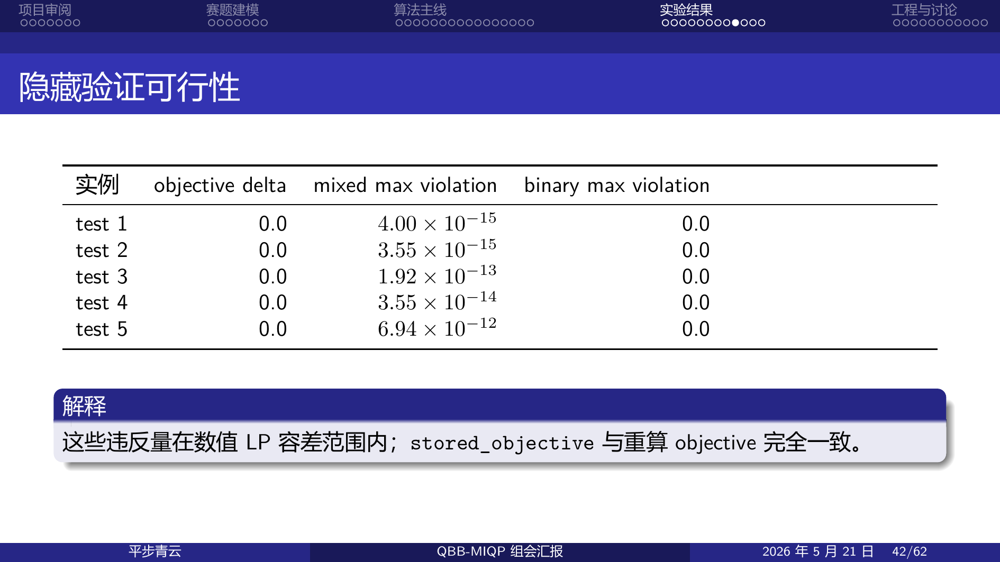 项目审阅 赛题建模 算法主线 实验结果 工程与讨论
隐藏验证可行性
实例 objective delta mixed max violation binary max violation
test 1 0.0 4.00 × 10⁻¹⁵ 0.0
test 2 0.0 3.55 × 10⁻¹⁵ 0.0
test 3 0.0 1.92 × 10⁻¹³ 0.0
test 4 0.0 3.55 × 10⁻¹⁴ 0.0
test 5 0.0 6.94 × 10⁻¹² 0.0
解释
这些违反量在数值 LP 容差范围内；stored_objective 与重算 objective 完全一致。
平步青云 QBB-MIQP 组会汇报 2026 年 5 月 21 日 42/62